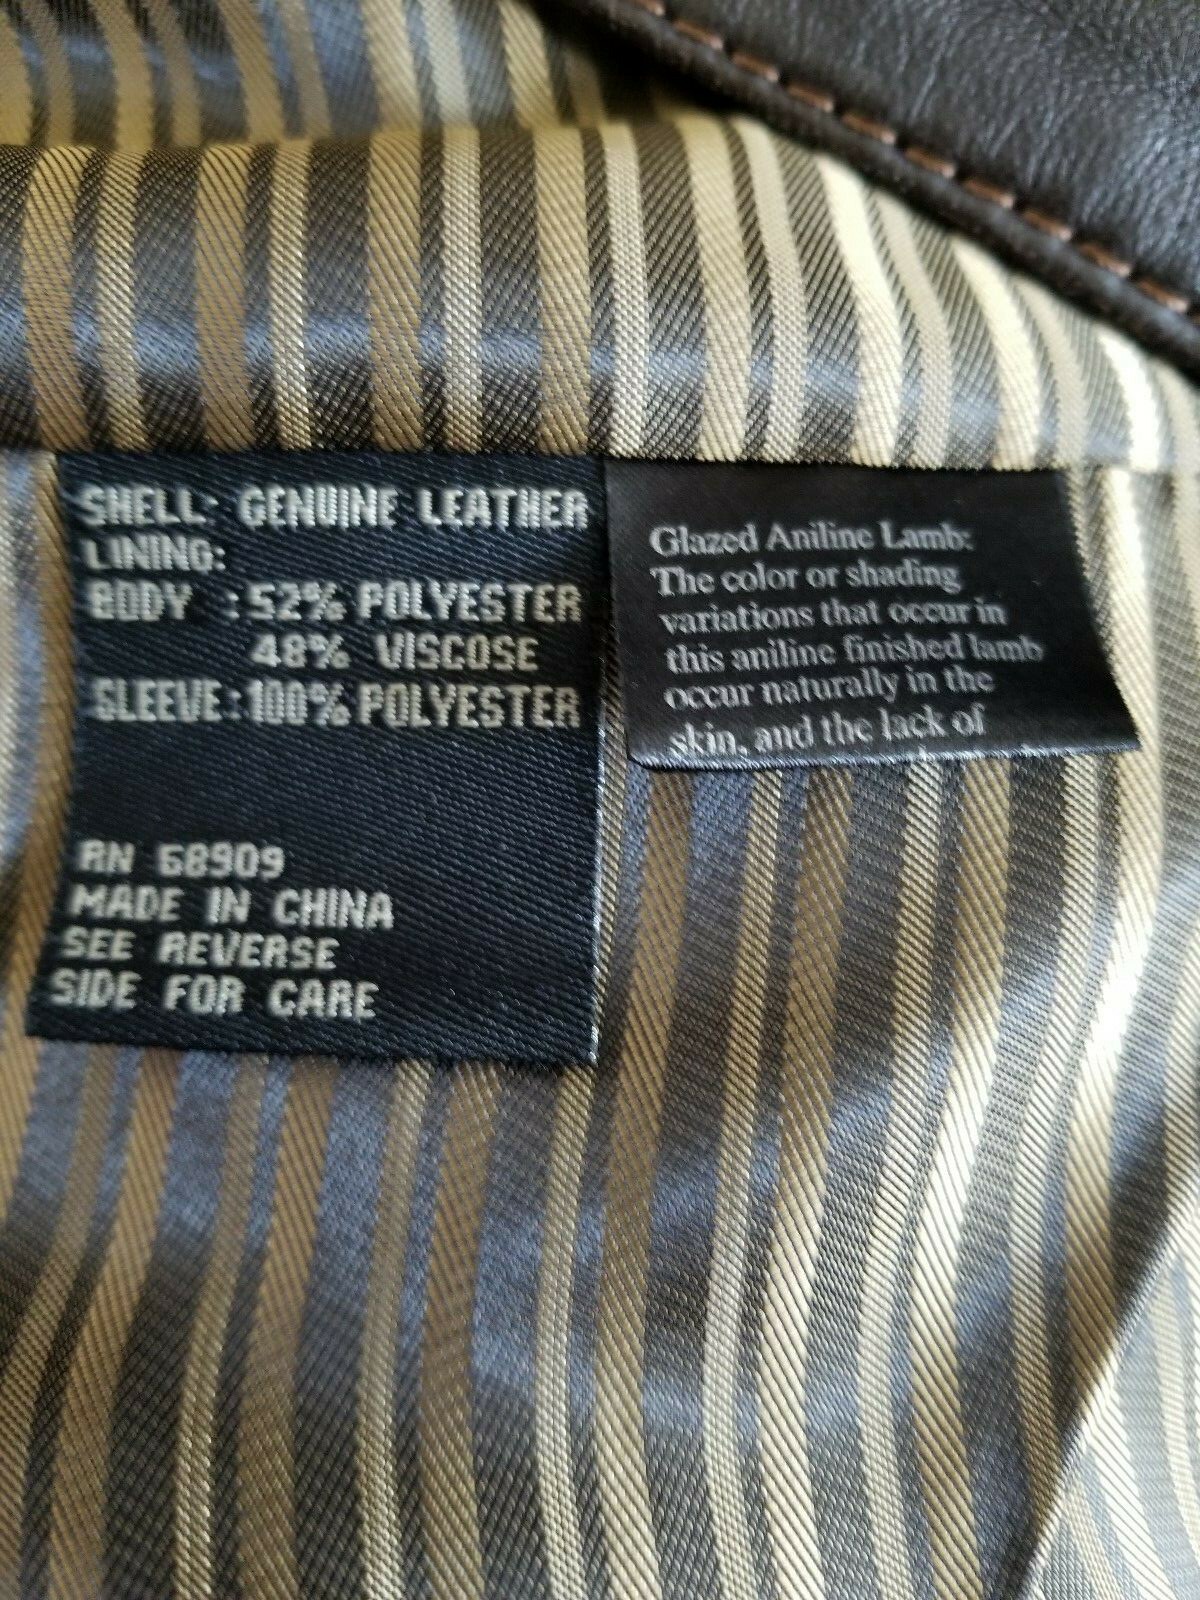 SHELL: GENUINE LEATHER
LINING:
BODY : 52% POLYESTER
48% VISCOSE
SLEEVE: 100% POLYESTER
RN 68909
MADE IN CHINA
SEE REVERSE
SIDE FOR CARE
Glazed Aniline Lamb:
The color or shading
variations that occur in
this aniline finished lamb
occur naturally in the
skin, and the lack of